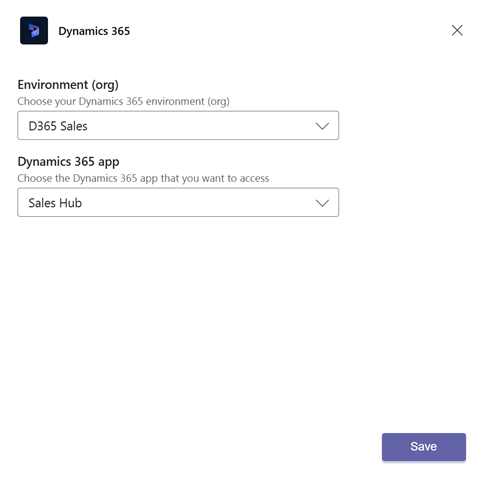 Dynamics 365
Environment (org)
Choose your Dynamics 365 environment (org)
D365 Sales
Dynamics 365 app
Choose the Dynamics 365 app that you want to access
Sales Hub
Save